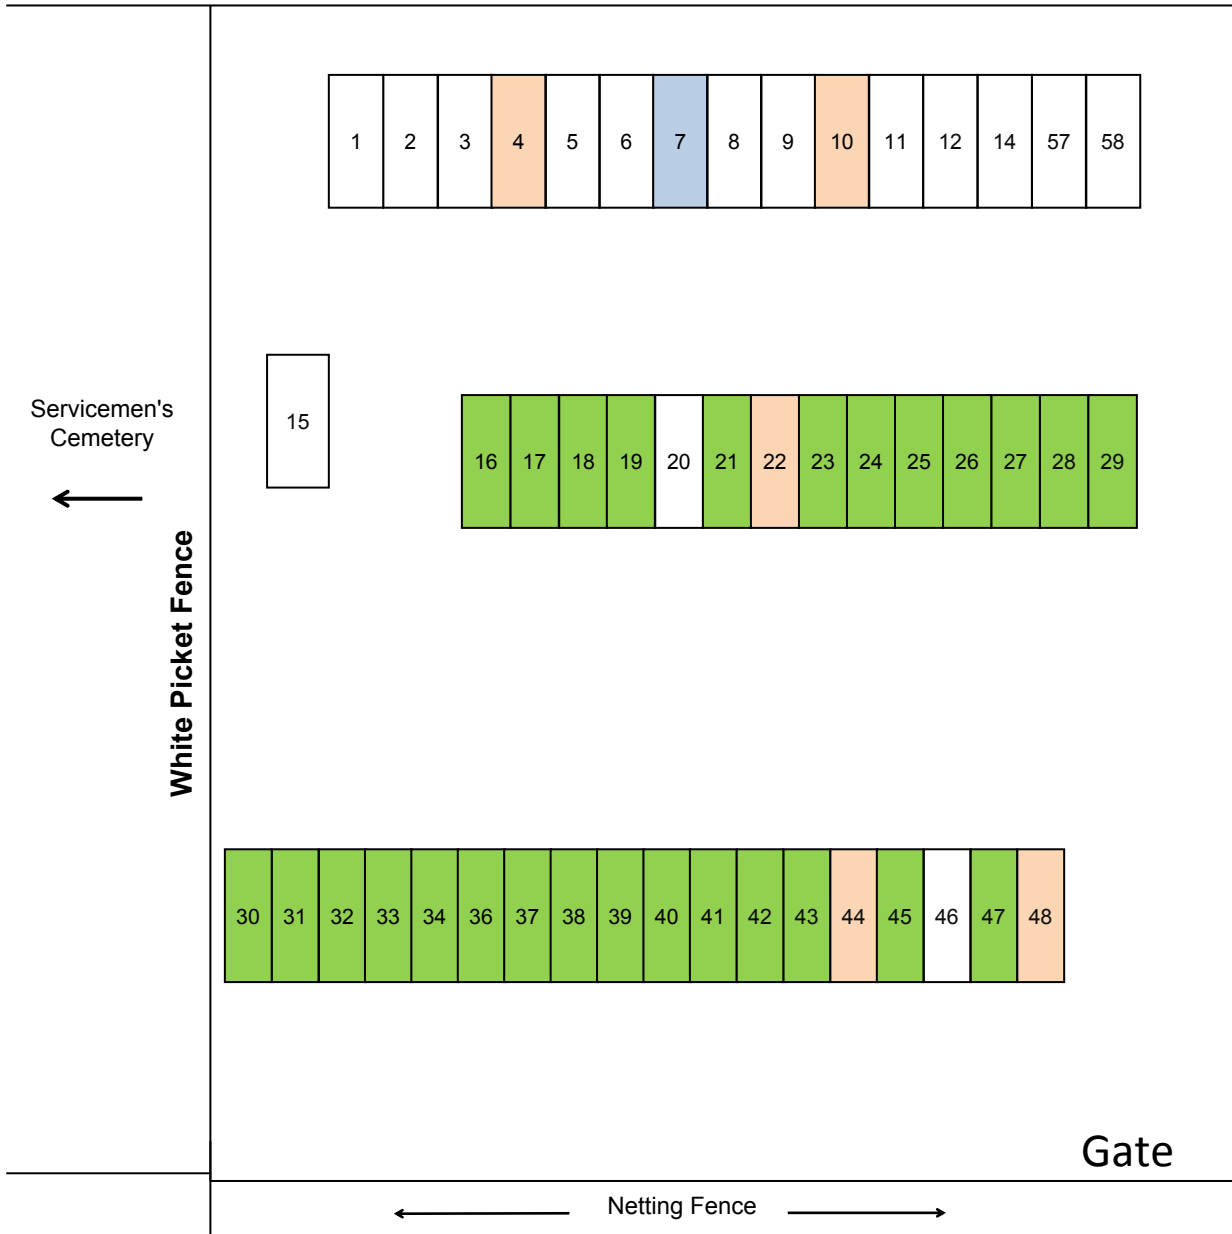 1 2 3 4 5 6 7 8 9 10 11 12 14 57 58
Servicemen's
Cemetery
15
16 17 18 19 20 21 22 23 24 25 26 27 28 29
White Picket Fence
30 31 32 33 34 36 37 38 39 40 41 42 43 44 45 46 47 48
Gate
Netting Fence